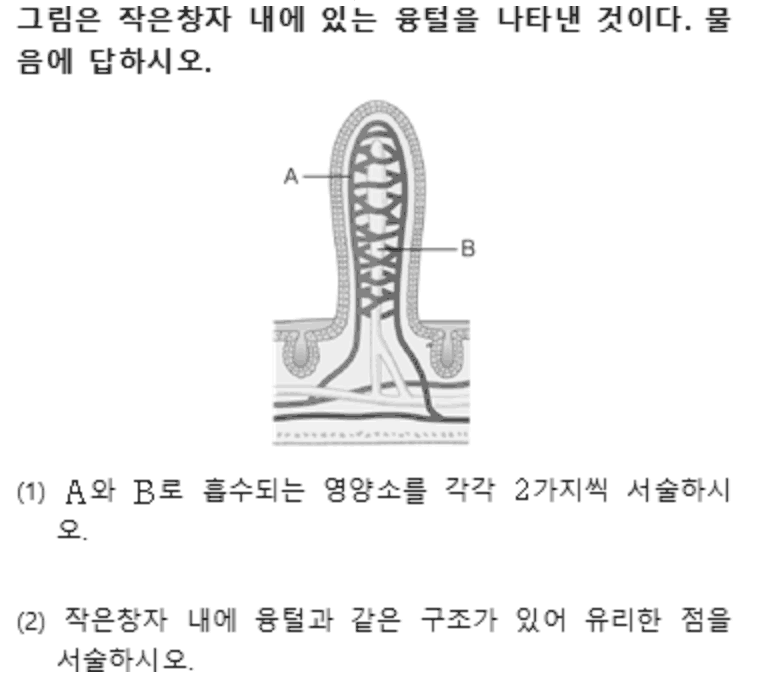 그림은 작은창자 내에 있는 융털을 나타낸 것이다. 물
음에 답하시오.
A
B
(1) A와 B로 흡수되는 영양소를 각각 2가지씩 서술하시
오.
(2) 작은창자 내에 융털과 같은 구조가 있어 유리한 점을
서술하시오.